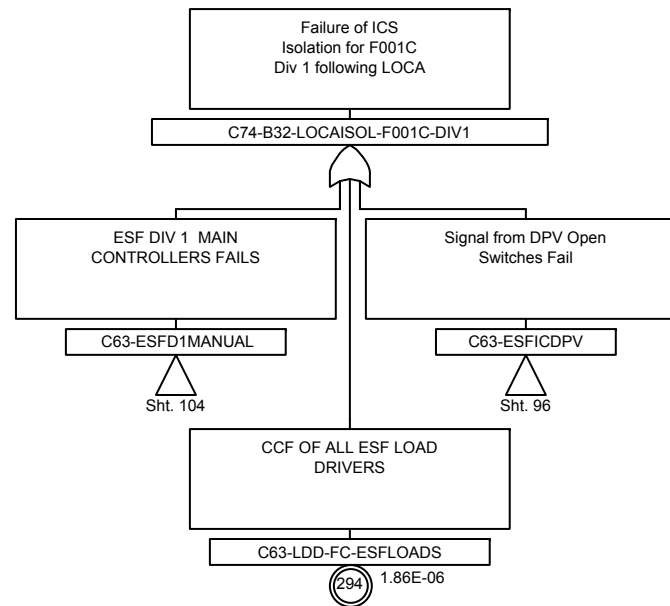 Failure of ICS
Isolation for F001C
Div 1 following LOCA
C74-B32-LOCAISOL-F001C-DIV1
ESF DIV 1 MAIN
CONTROLLERS FAILS
C63-ESFD1MANUAL
Sht. 104
Signal from DPV Open
Switches Fail
C63-ESFICDPV
Sht. 96
CCF OF ALL ESF LOAD
DRIVERS
C63-LDD-FC-ESFLOADS
294
1.86E-06